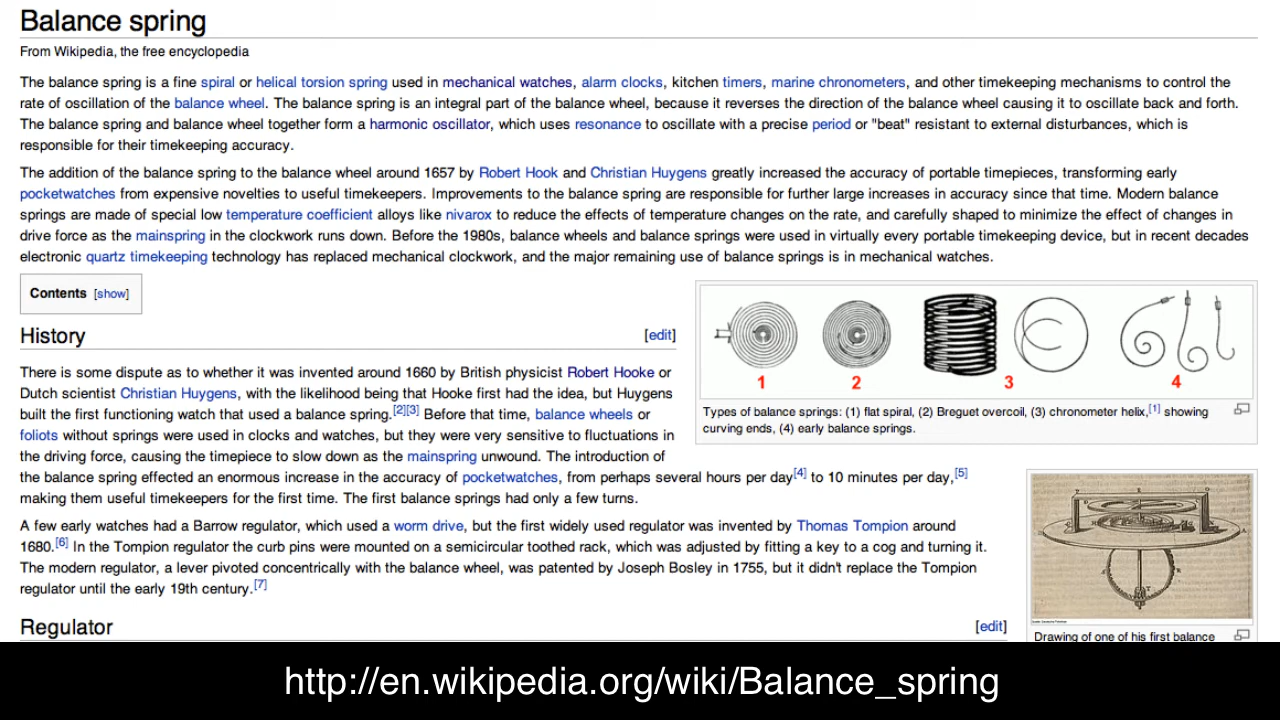 Balance spring
From Wikipedia, the free encyclopedia
The balance spring is a fine spiral or helical torsion spring used in mechanical watches, alarm clocks, kitchen timers, marine chronometers, and other timekeeping mechanisms to control the
rate of oscillation of the balance wheel. The balance spring is an integral part of the balance wheel, because it reverses the direction of the balance wheel causing it to oscillate back and forth.
The balance spring and balance wheel together form a harmonic oscillator, which uses resonance to oscillate with a precise period or "beat" resistant to external disturbances, which is
responsible for their timekeeping accuracy.
The addition of the balance spring to the balance wheel around 1657 by Robert Hook and Christian Huygens greatly increased the accuracy of portable timepieces, transforming early
pocketwatches from expensive novelties to useful timekeepers. Improvements to the balance spring are responsible for further large increases in accuracy since that time. Modern balance
springs are made of special low temperature coefficient alloys like nivarox to reduce the effects of temperature changes on the rate, and carefully shaped to minimize the effect of changes in
drive force as the mainspring in the clockwork runs down. Before the 1980s, balance wheels and balance springs were used in virtually every portable timekeeping device, but in recent decades
electronic quartz timekeeping technology has replaced mechanical clockwork, and the major remaining use of balance springs is in mechanical watches.
Contents [show]
History [edit]
There is some dispute as to whether it was invented around 1660 by British physicist Robert Hooke or
Dutch scientist Christian Huygens, with the likelihood being that Hooke first had the idea, but Huygens
built the first functioning watch that used a balance spring.[2][3] Before that time, balance wheels or
foliots without springs were used in clocks and watches, but they were very sensitive to fluctuations in
the driving force, causing the timepiece to slow down as the mainspring unwound. The introduction of
the balance spring effected an enormous increase in the accuracy of pocketwatches, from perhaps several hours per day[4] to 10 minutes per day,[5]
making them useful timekeepers for the first time. The first balance springs had only a few turns.
A few early watches had a Barrow regulator, which used a worm drive, but the first widely used regulator was invented by Thomas Tompion around
1680.[6] In the Tompion regulator the curb pins were mounted on a semicircular toothed rack, which was adjusted by fitting a key to a cog and turning it.
The modern regulator, a lever pivoted concentrically with the balance wheel, was patented by Joseph Bosley in 1755, but it didn't replace the Tompion
regulator until the early 19th century.[7]
Regulator [edit]
1 2 3 4
Types of balance springs: (1) flat spiral, (2) Breguet overcoil, (3) chronometer helix,[1] showing
curving ends, (4) early balance springs.
Drawing of one of his first balance
http://en.wikipedia.org/wiki/Balance_spring